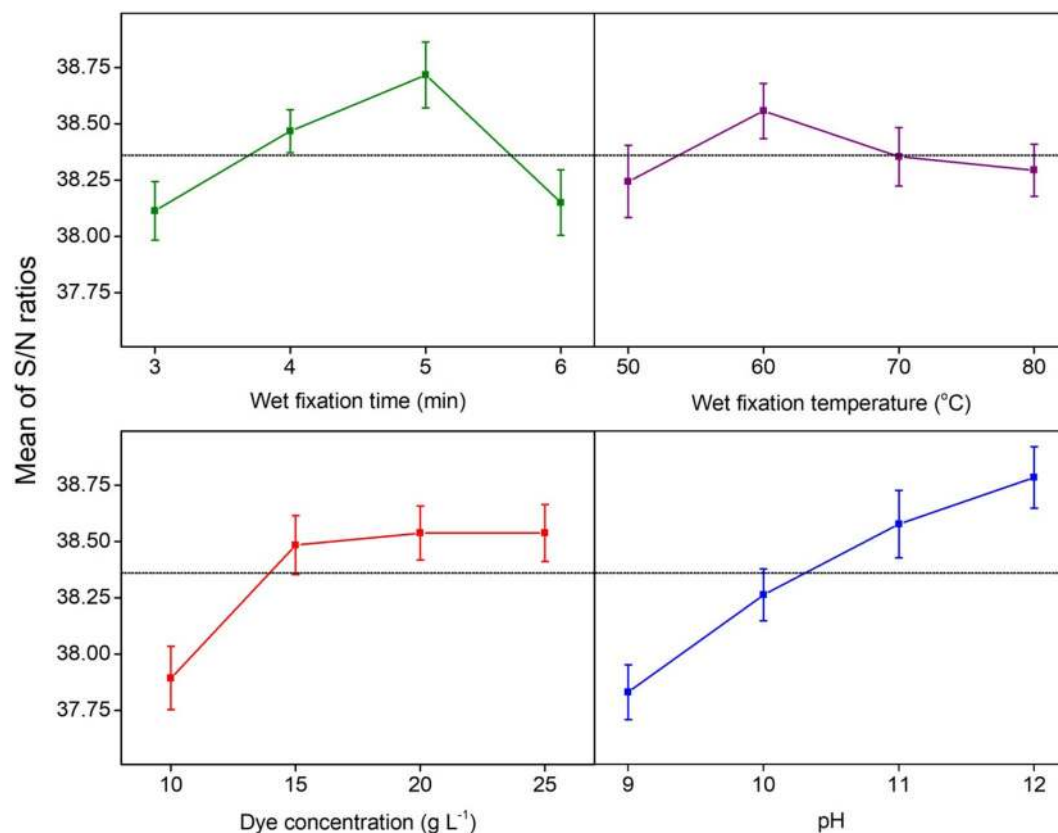 Mean of S/N ratios
38.75
38.50
38.25
38.00
37.75
3 4 5 6
Wet fixation time (min)
50 60 70 80
Wet fixation temperature (°C)
38.75
38.50
38.25
38.00
37.75
10 15 20 25
Dye concentration (g L⁻¹)
9 10 11 12
pH